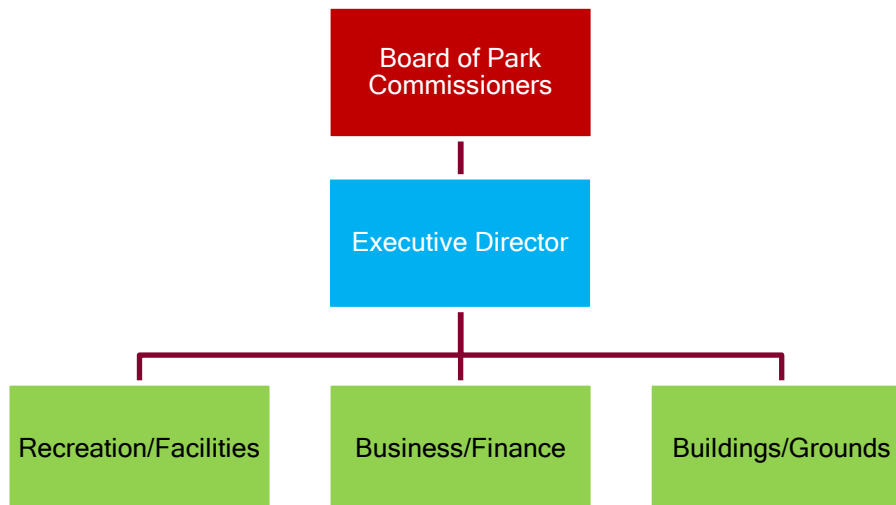 Board of Park
Commissioners
Executive Director
Recreation/Facilities
Business/Finance
Buildings/Grounds